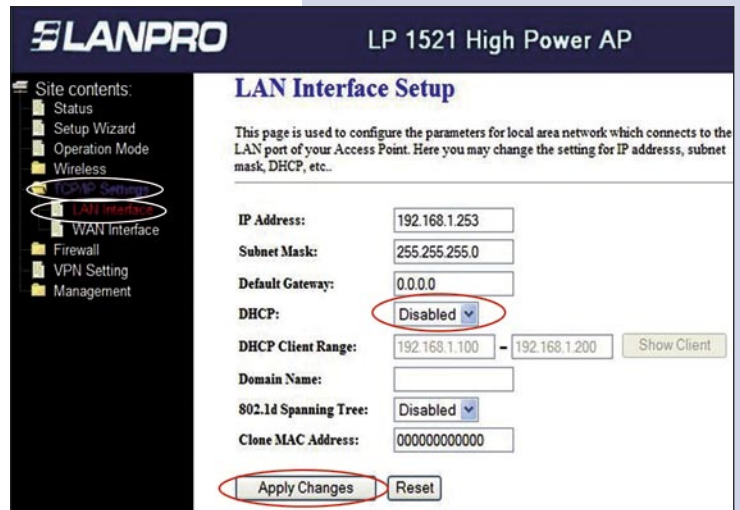 LANPRO
LP 1521 High Power AP
Site contents:
Status
Setup Wizard
Operation Mode
Wireless
TCP/IP Settings
LAN Interface
WAN Interface
Firewall
VPN Setting
Management
LAN Interface Setup
This page is used to configure the parameters for local area network which connects to the
LAN port of your Access Point. Here you may change the setting for IP addresss, subnet
mask, DHCP, etc..
IP Address: 192.168.1.253
Subnet Mask: 255.255.255.0
Default Gateway: 0.0.0.0
DHCP: Disabled
DHCP Client Range: 192.168.1.100 – 192.168.1.200 Show Client
Domain Name:
802.1d Spanning Tree: Disabled
Clone MAC Address: 000000000000
Apply Changes Reset